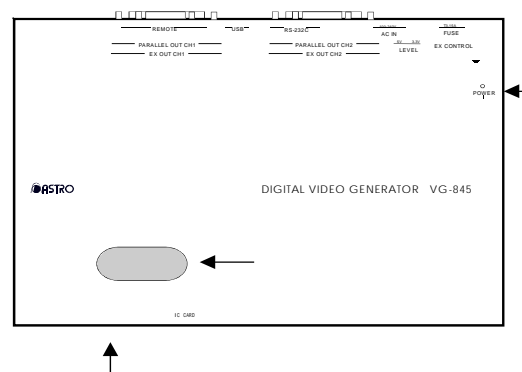 REMOTE USB RS-232C AC IN FUSE
PARALLEL OUT CH1 PARALLEL OUT CH2 LEVEL EX CONTROL
EX OUT CH1 EX OUT CH2
POWER
ASTRO DIGITAL VIDEO GENERATOR VG-845
IC CARD